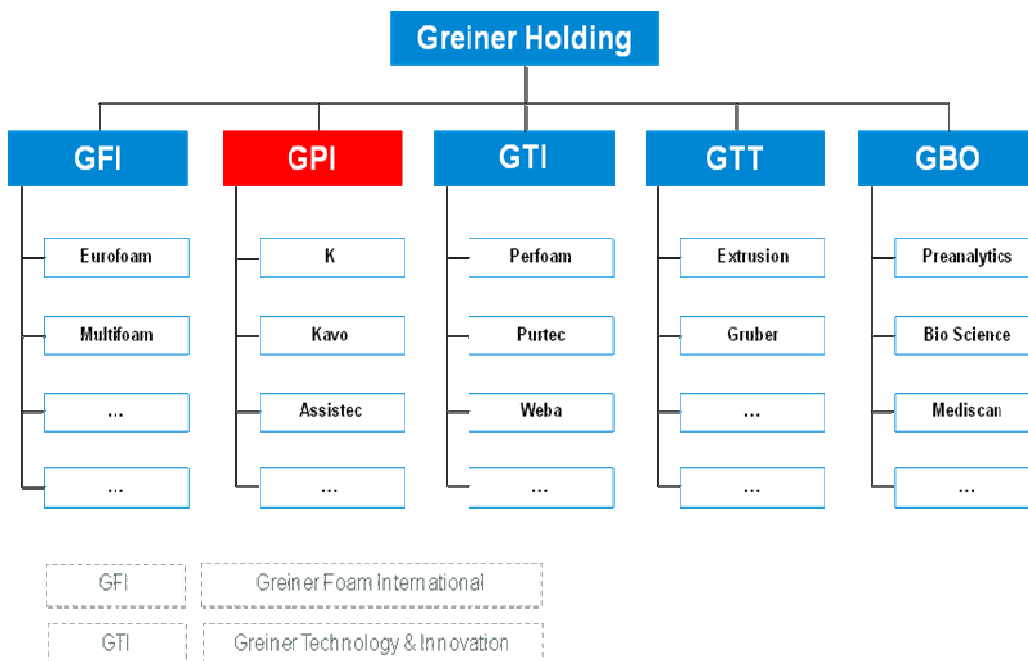 Greiner Holding
GFI GPI GTI GTT GBO
Eurofoam K Perfoam Extrusion Preanalytics
Multifoam Kavo Purtec Gruber Bio Science
... Assistec Weba ... Mediscan
... ... ... ... ...
GFI Greiner Foam International
GTI Greiner Technology & Innovation